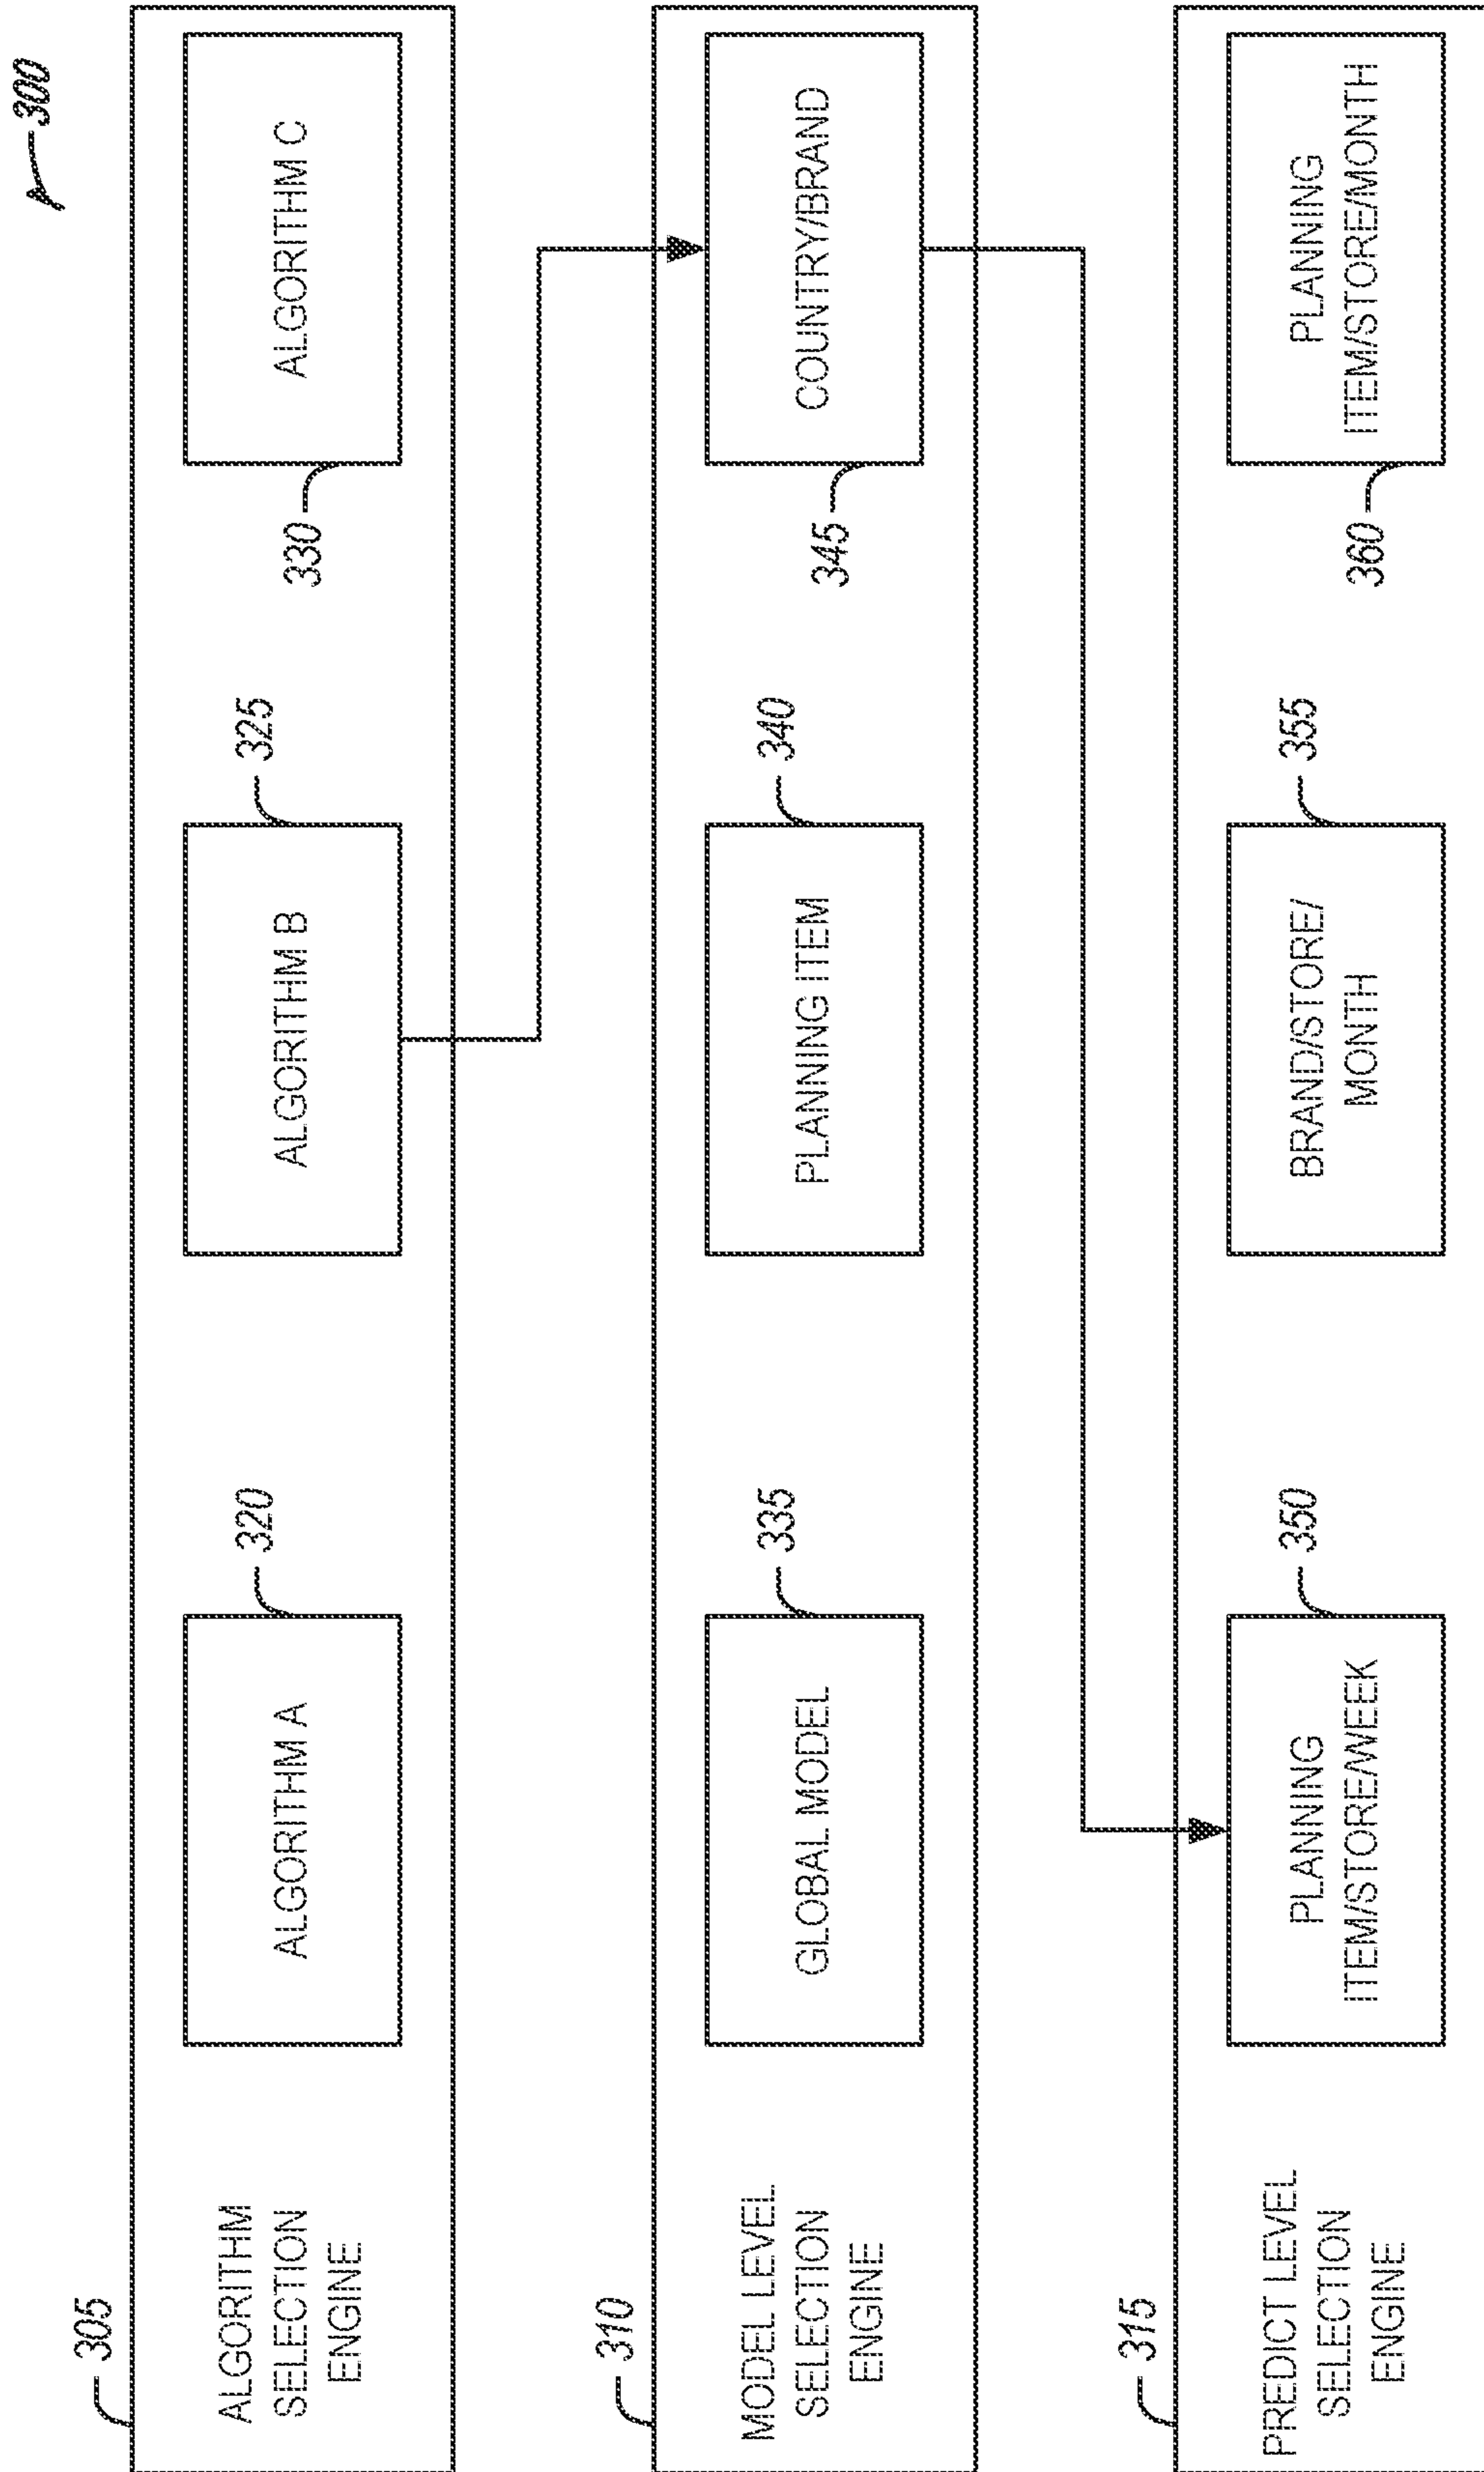 300
305
ALGORITHM
SELECTION
ENGINE
ALGORITHM A
320
ALGORITHM B
325
ALGORITHM C
330
310
MODEL LEVEL
SELECTION
ENGINE
GLOBAL MODEL
335
PLANNING ITEM
340
COUNTRY/BRAND
345
315
PREDICT LEVEL
SELECTION
ENGINE
PLANNING
ITEM/STORE/WEEK
350
BRAND/STORE/
MONTH
355
PLANNING
ITEM/STORE/MONTH
360